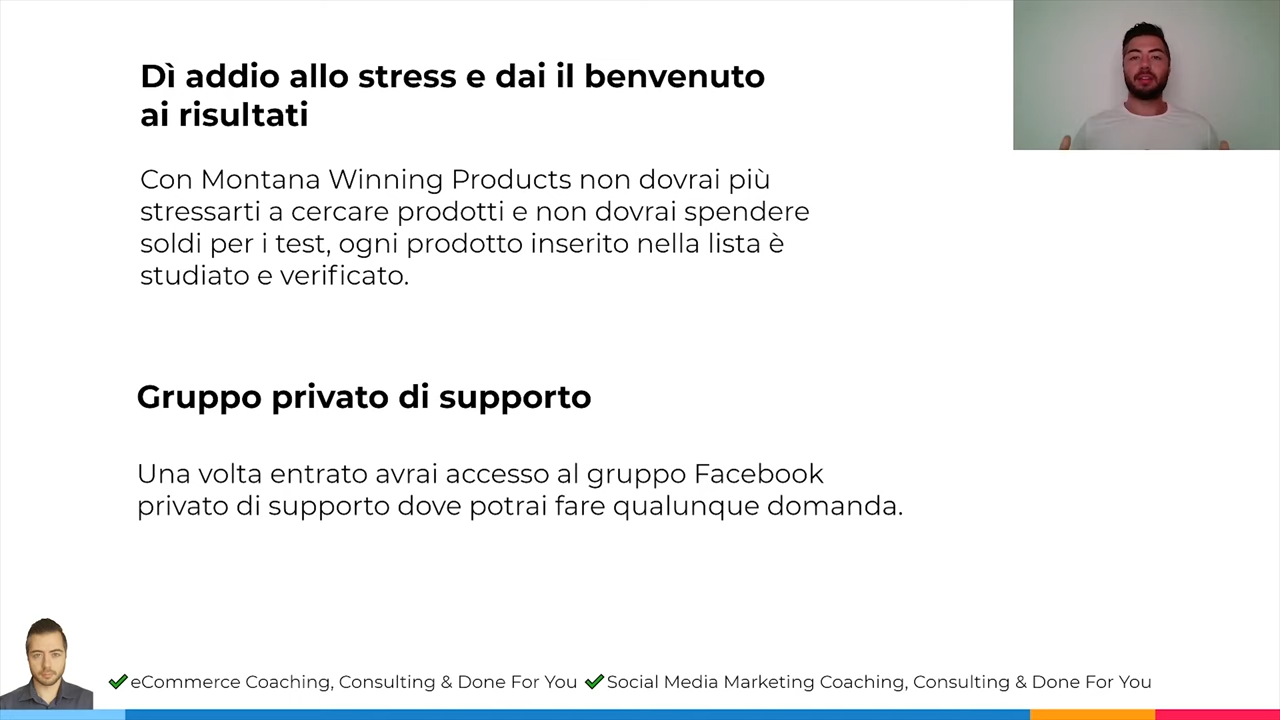 Dì addio allo stress e dai il benvenuto
ai risultati
Con Montana Winning Products non dovrai più
stressarti a cercare prodotti e non dovrai spendere
soldi per i test, ogni prodotto inserito nella lista è
studiato e verificato.
Gruppo privato di supporto
Una volta entrato avrai accesso al gruppo Facebook
privato di supporto dove potrai fare qualunque domanda.
eCommerce Coaching, Consulting & Done For You Social Media Marketing Coaching, Consulting & Done For You